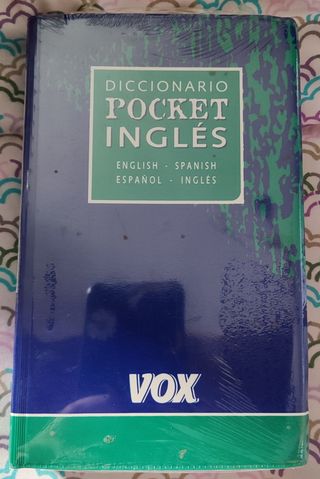 DICCIONARIO
POCKET
INGLÉS
ENGLISH - SPANISH
ESPAÑOL - INGLÉS
VOX